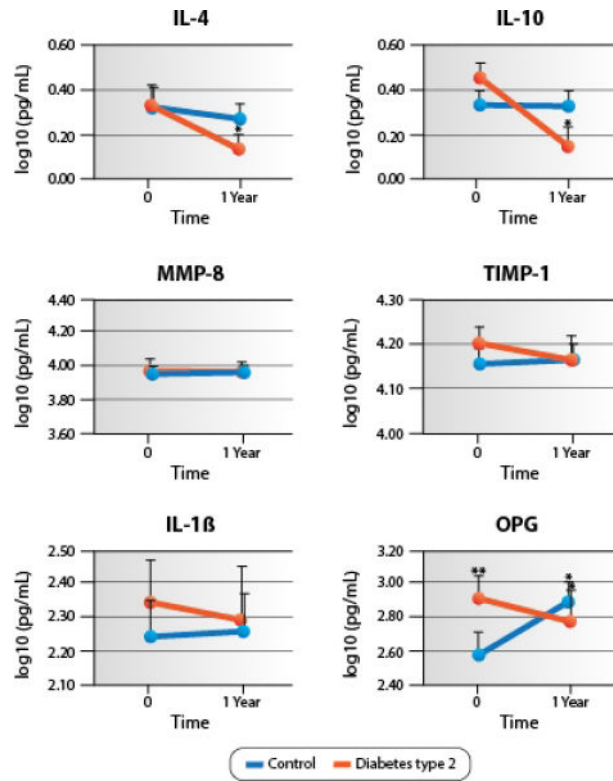 IL-4
0.60
0.40
0.20
0.00
log10 (pg/mL)
*
0
1 Year
Time
IL-10
0.60
0.40
0.20
0.00
log10 (pg/mL)
*
0
1 Year
Time
MMP-8
4.40
4.20
4.00
3.80
3.60
log10 (pg/mL)
0
1 Year
Time
TIMP-1
4.30
4.20
4.10
4.00
log10 (pg/mL)
0
1 Year
Time
IL-1ß
2.50
2.40
2.30
2.20
2.10
log10 (pg/mL)
0
1 Year
Time
OPG
3.20
3.00
2.80
2.60
2.40
log10 (pg/mL)
**
*
*
0
1 Year
Time
Control Diabetes type 2